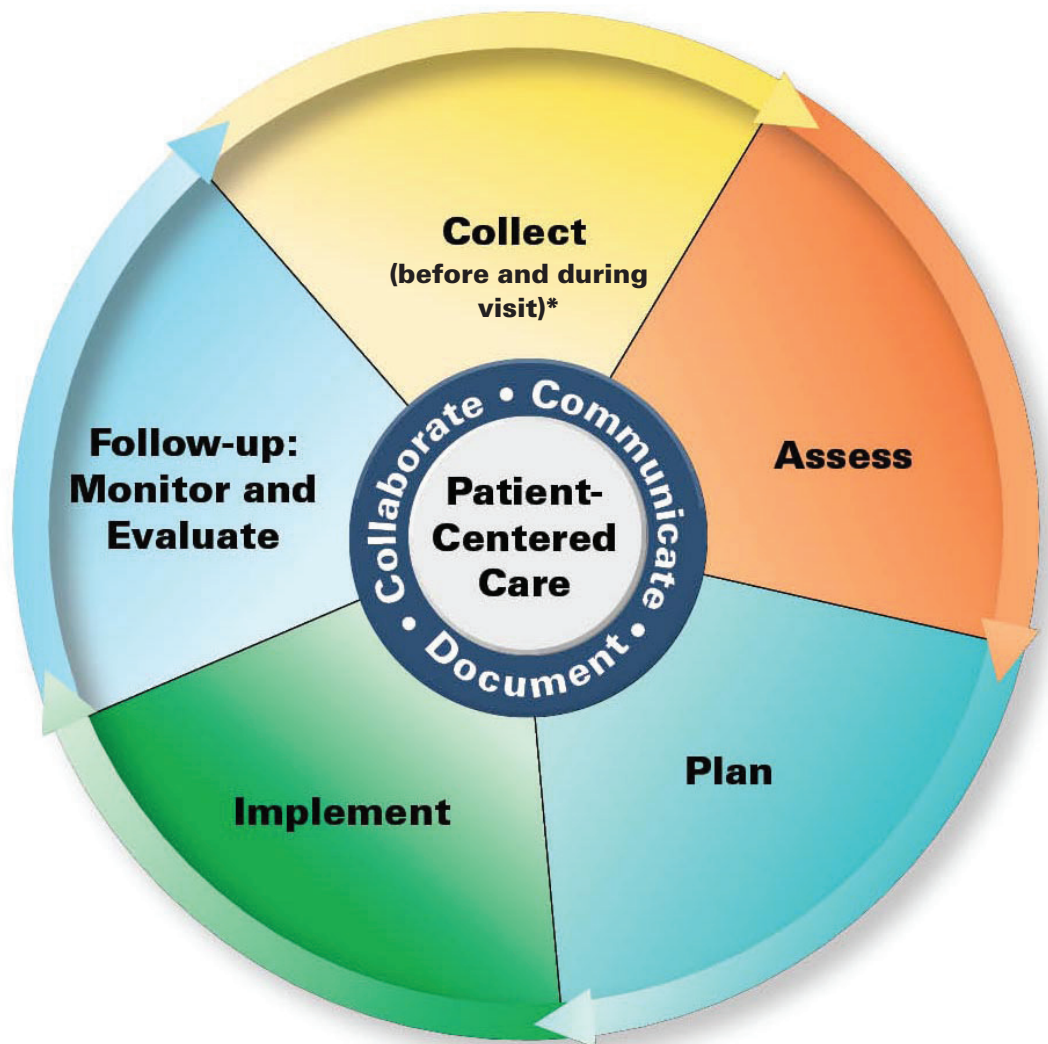 Collect
(before and during
visit)*
Assess
Plan
Implement
Follow-up:
Monitor and
Evaluate
Collaborate • Communicate • Document •
Patient-
Centered
Care